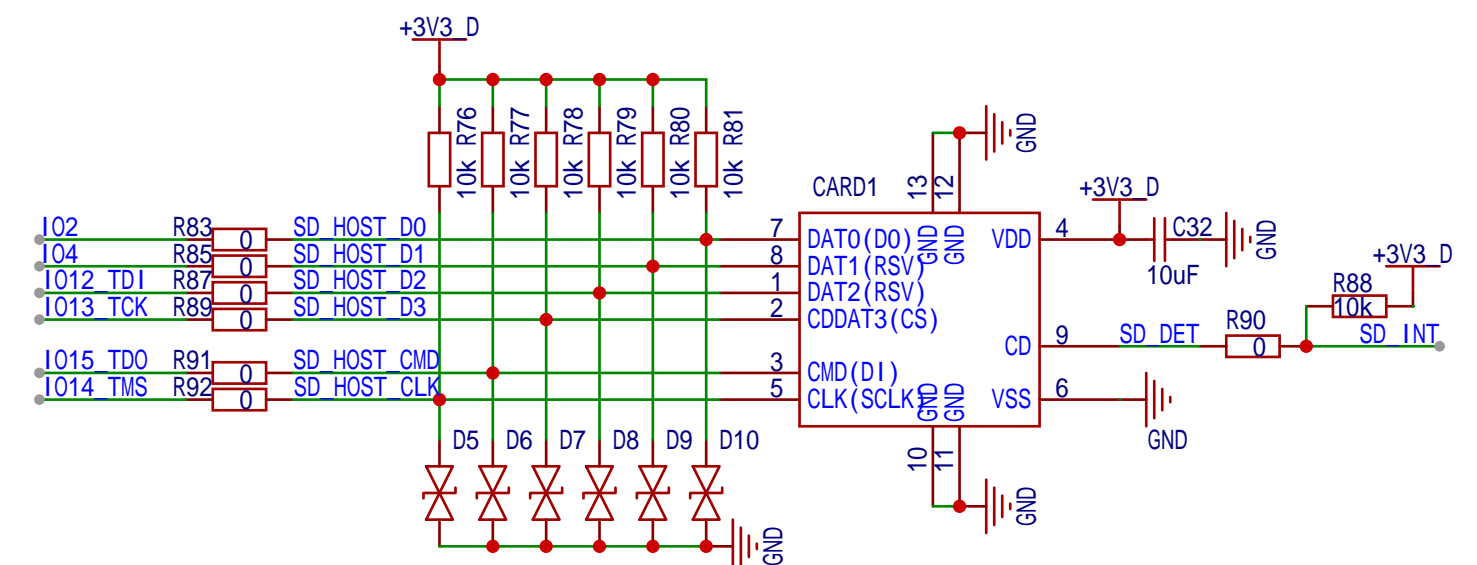 +3V3_D
R76
10k
R77
10k
R78
10k
R79
10k
R80
10k
R81
10k
GND
CARD1
13
12
+3V3_D
IO2
R83
0
SD_HOST_D0
7
DAT0(D0)
GND
GND
VDD
4
C32
10uF
GND
IO4
R85
0
SD_HOST_D1
8
DAT1(RSV)
+3V3_D
IO12_TDI
R87
0
SD_HOST_D2
1
DAT2(RSV)
R88
10k
IO13_TCK
R89
0
SD_HOST_D3
2
CDDAT3(CS)
CD
9
SD_DET
R90
0
SD_INT
IO15_TDO
R91
0
SD_HOST_CMD
3
CMD(DI)
IO14_TMS
R92
0
SD_HOST_CLK
5
CLK(SCLK)
GND
GND
VSS
6
GND
D5
D6
D7
D8
D9
D10
10
11
GND
GND